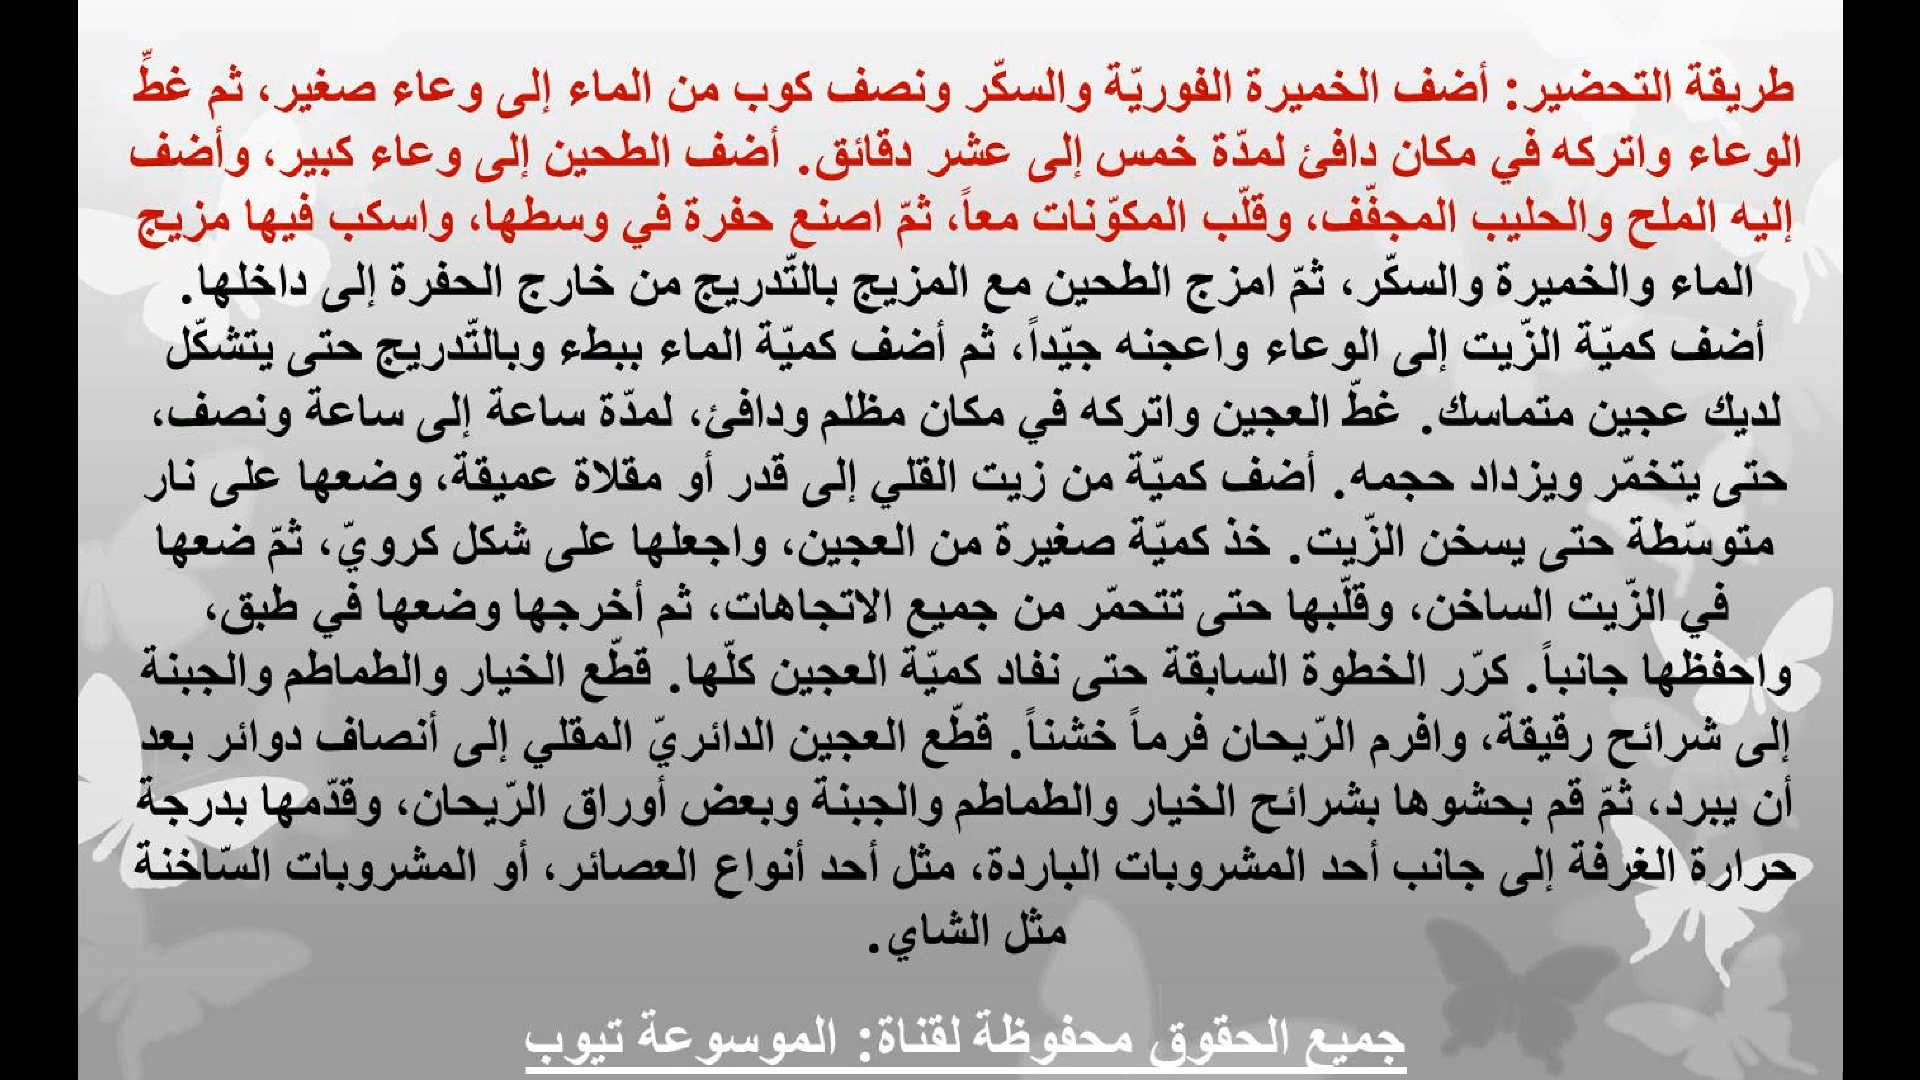 طريقة التحضير: أضف الخميرة الفوريّة والسكّر ونصف كوب من الماء إلى وعاء صغير، ثم غطِّ
الوعاء واتركه في مكان دافئ لمدّة خمس إلى عشر دقائق. أضف الطحين إلى وعاء كبير، وأضف
إليه الملح والحليب المجفّف، وقلّب المكوّنات معاً، ثمّ اصنع حفرة في وسطها، واسكب فيها مزيج
الماء والخميرة والسكّر، ثمّ امزج الطحين مع المزيج بالتّدريج من خارج الحفرة إلى داخلها.
أضف كميّة الزّيت إلى الوعاء واعجنه جيّداً، ثم أضف كميّة الماء ببطء وبالتّدريج حتى يتشكّل
لديك عجين متماسك. غطّ العجين واتركه في مكان مظلم ودافئ، لمدّة ساعة إلى ساعة ونصف،
حتى يتخمّر ويزداد حجمه. أضف كميّة من زيت القلي إلى قدر أو مقلاة عميقة، وضعها على نار
متوسّطة حتى يسخن الزّيت. خذ كميّة صغيرة من العجين، واجعلها على شكل كرويّ، ثمّ ضعها
في الزّيت الساخن، وقلّبها حتى تتحمّر من جميع الاتجاهات، ثم أخرجها وضعها في طبق،
واحفظها جانباً. كرّر الخطوة السابقة حتى نفاد كميّة العجين كلّها. قطّع الخيار والطماطم والجبنة
إلى شرائح رقيقة، وافرم الرّيحان فرماً خشناً. قطّع العجين الدائريّ المقلي إلى أنصاف دوائر بعد
أن يبرد، ثمّ قم بحشوها بشرائح الخيار والطماطم والجبنة وبعض أوراق الرّيحان، وقدّمها بدرجة
حرارة الغرفة إلى جانب أحد المشروبات الباردة، مثل أحد أنواع العصائر، أو المشروبات السّاخنة
مثل الشاي.
جميع الحقوق محفوظة لقناة: الموسوعة تيوب